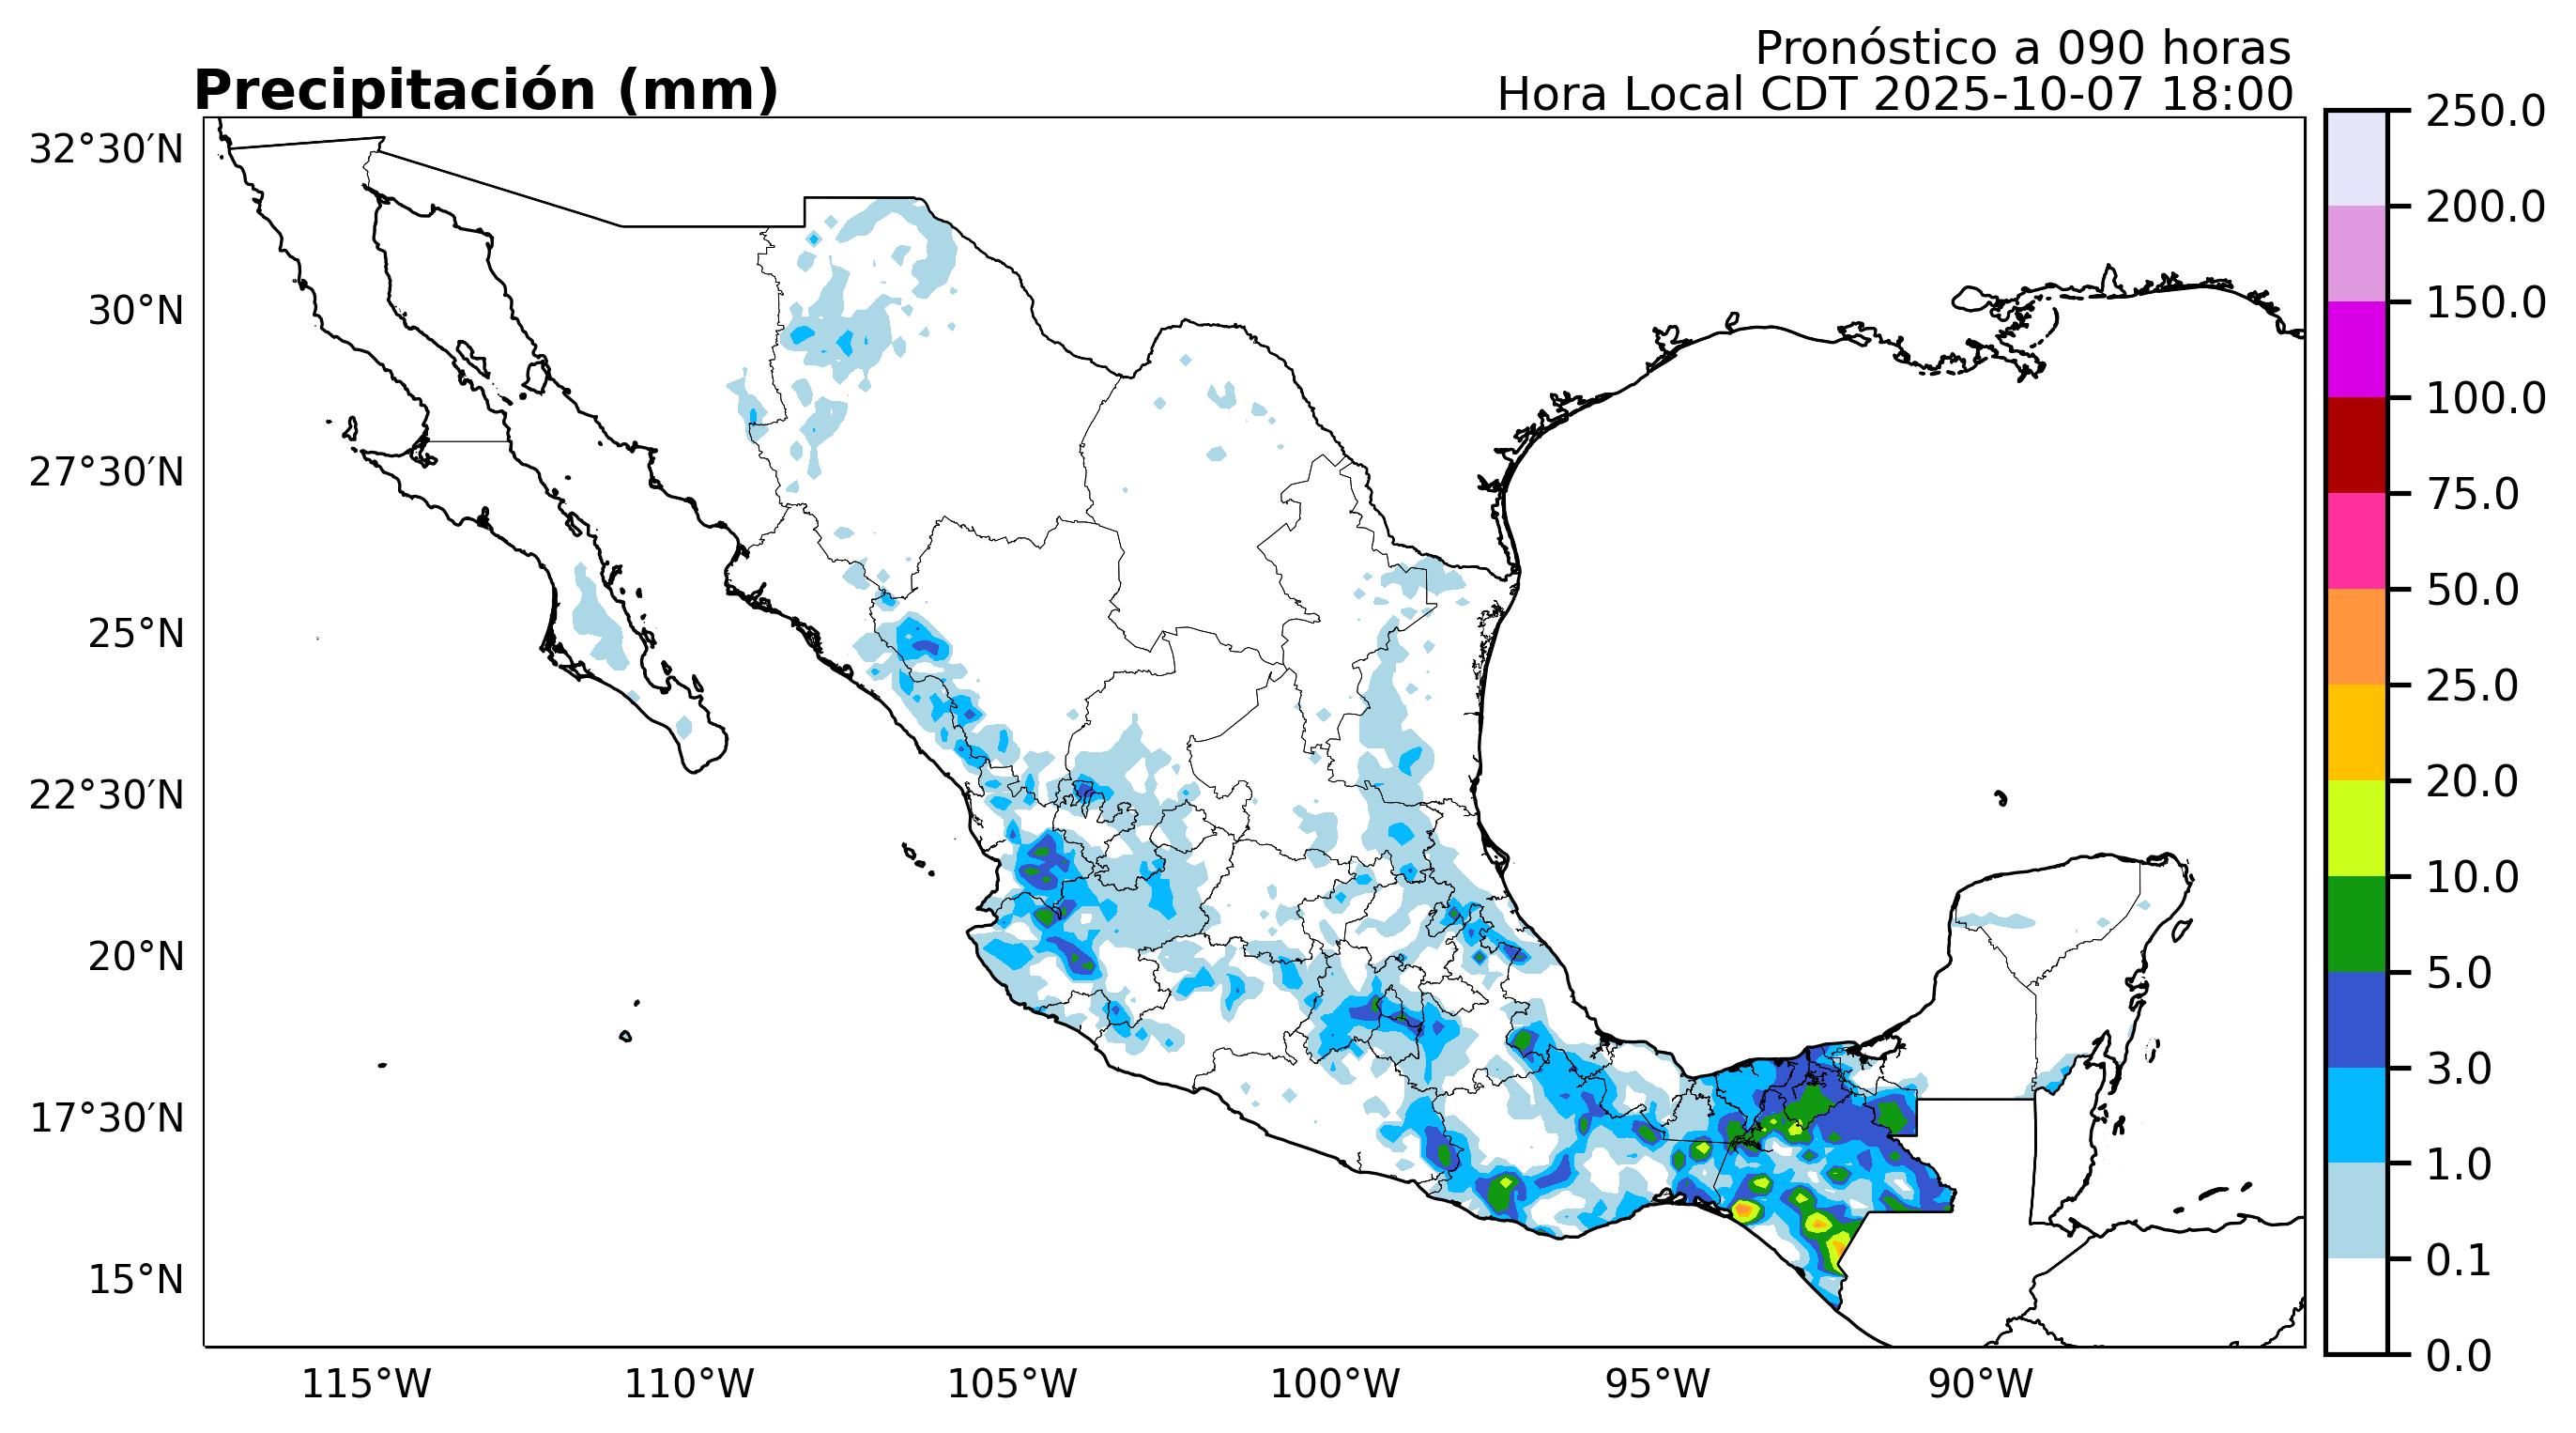 Pronóstico a 090 horas
Precipitación (mm)
Hora Local CDT 2025-10-07 18:00
32°30′N
30°N
27°30′N
25°N
22°30′N
20°N
17°30′N
15°N
115°W
110°W
105°W
100°W
95°W
90°W
250.0
200.0
150.0
100.0
75.0
50.0
25.0
20.0
10.0
5.0
3.0
1.0
0.1
0.0